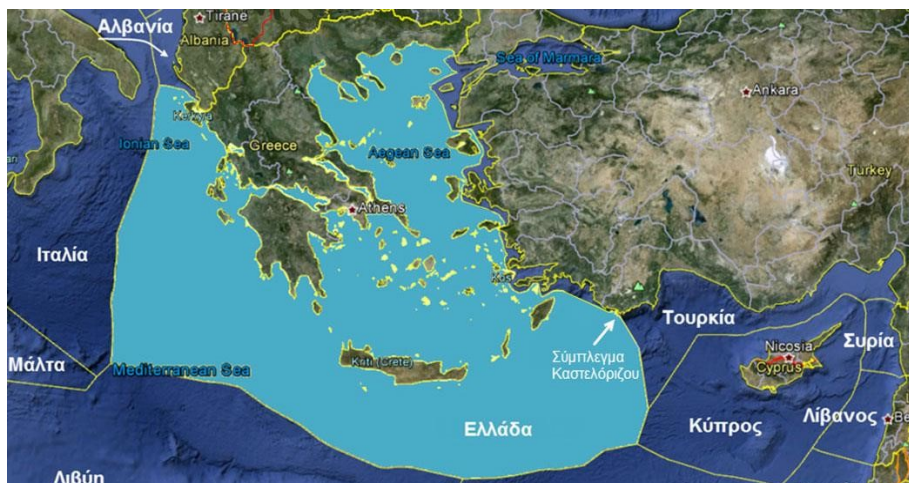 Tirane
Αλβανία
Albania
Sea of Marmara
Ankara
Kerkyra
Ionian Sea
Greece
Aegean Sea
Turkey
Athens
Ιταλία
Kos
Τουρκία
Συρία
Μάλτα
Mediterranean Sea
Kriti (Crete)
Σύμπλεγμα
Καστελόριζου
Nicosia
Cyprus
Ελλάδα
Κύπρος
Λίβανος
Λιβύη